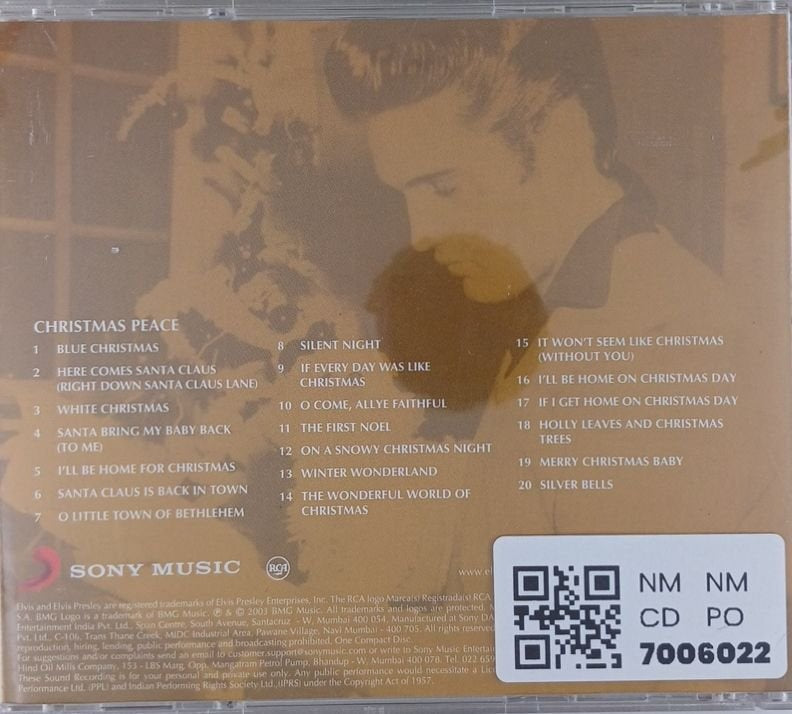 CHRISTMAS PEACE
1 BLUE CHRISTMAS
2 HERE COMES SANTA CLAUS
(RIGHT DOWN SANTA CLAUS LANE)
3 WHITE CHRISTMAS
4 SANTA BRING MY BABY BACK
(TO ME)
5 I'LL BE HOME FOR CHRISTMAS
6 SANTA CLAUS IS BACK IN TOWN
7 O LITTLE TOWN OF BETHLEHEM
8 SILENT NIGHT
9 IF EVERY DAY WAS LIKE
CHRISTMAS
10 O COME, ALLYE FAITHFUL
11 THE FIRST NOEL
12 ON A SNOWY CHRISTMAS NIGHT
13 WINTER WONDERLAND
14 THE WONDERFUL WORLD OF
CHRISTMAS
15 IT WON'T SEEM LIKE CHRISTMAS
(WITHOUT YOU)
16 I'LL BE HOME ON CHRISTMAS DAY
17 IF I GET HOME ON CHRISTMAS DAY
18 HOLLY LEAVES AND CHRISTMAS
TREES
19 MERRY CHRISTMAS BABY
20 SILVER BELLS
SONY MUSIC
RCA
www.el
Elvis and Elvis Presley are registered trademarks of Elvis Presley Enterprises, Inc. The RCA logo Marca(s) Registrada(s) RCA
S.A. BMG Logo is a trademark of BMG Music. ℗ & © 2003 BMG Music. All trademarks and logos are protected. M
Entertainment India Pvt. Ltd., Span Centre, South Avenue, Santacruz - W, Mumbai 400 054, Manufactured at Sony DA
Pvt. Ltd., C-106, Trans Thane Creek, MIDC Industrial Area, Pawane Village, Navi Mumbai - 400 705. All rights reserved
reproduction, hiring, lending, public performance and broadcasting prohibited. One Compact Disc.
For suggestions and/or complaints send an email to customer.support@sonymusic.com or write to Sony Music Entertai
Hind Oil Mills Company, 153 - LBS Marg, Opp. Mangatram Petrol Pump, Bhandup - W, Mumbai 400 078. Tel. 022 659
These Sound Recording is for your personal and private use only. Any public performance would necessitate a Lice
Performance Ltd. (PPL) and Indian Performing Rights Society Ltd.,(IPRS) under the Copyright Act of 1957.
NM NM
CD PO
7006022